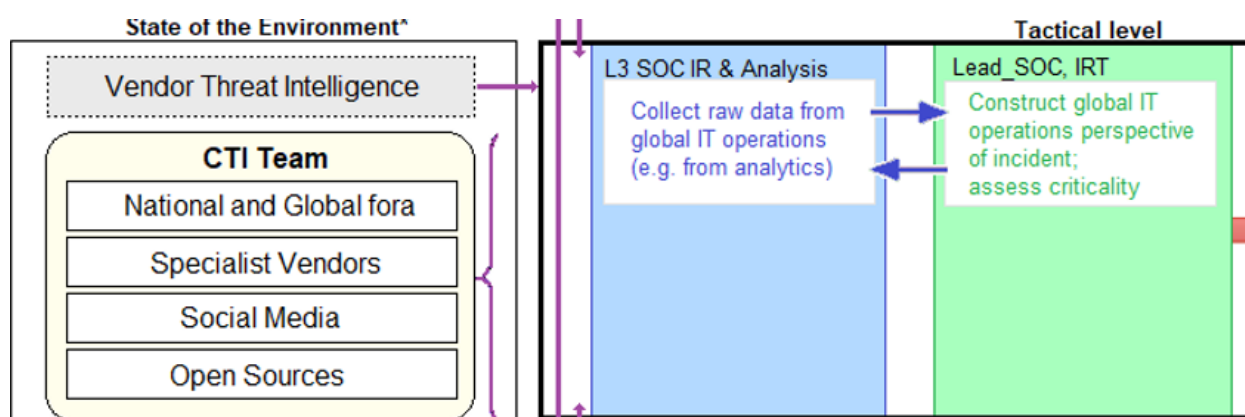 State of the Environment*
Vendor Threat Intelligence
CTI Team
National and Global fora
Specialist Vendors
Social Media
Open Sources
Tactical level
L3 SOC IR & Analysis
Collect raw data from
global IT operations
(e.g. from analytics)
Lead_SOC, IRT
Construct global IT
operations perspective
of incident;
assess criticality